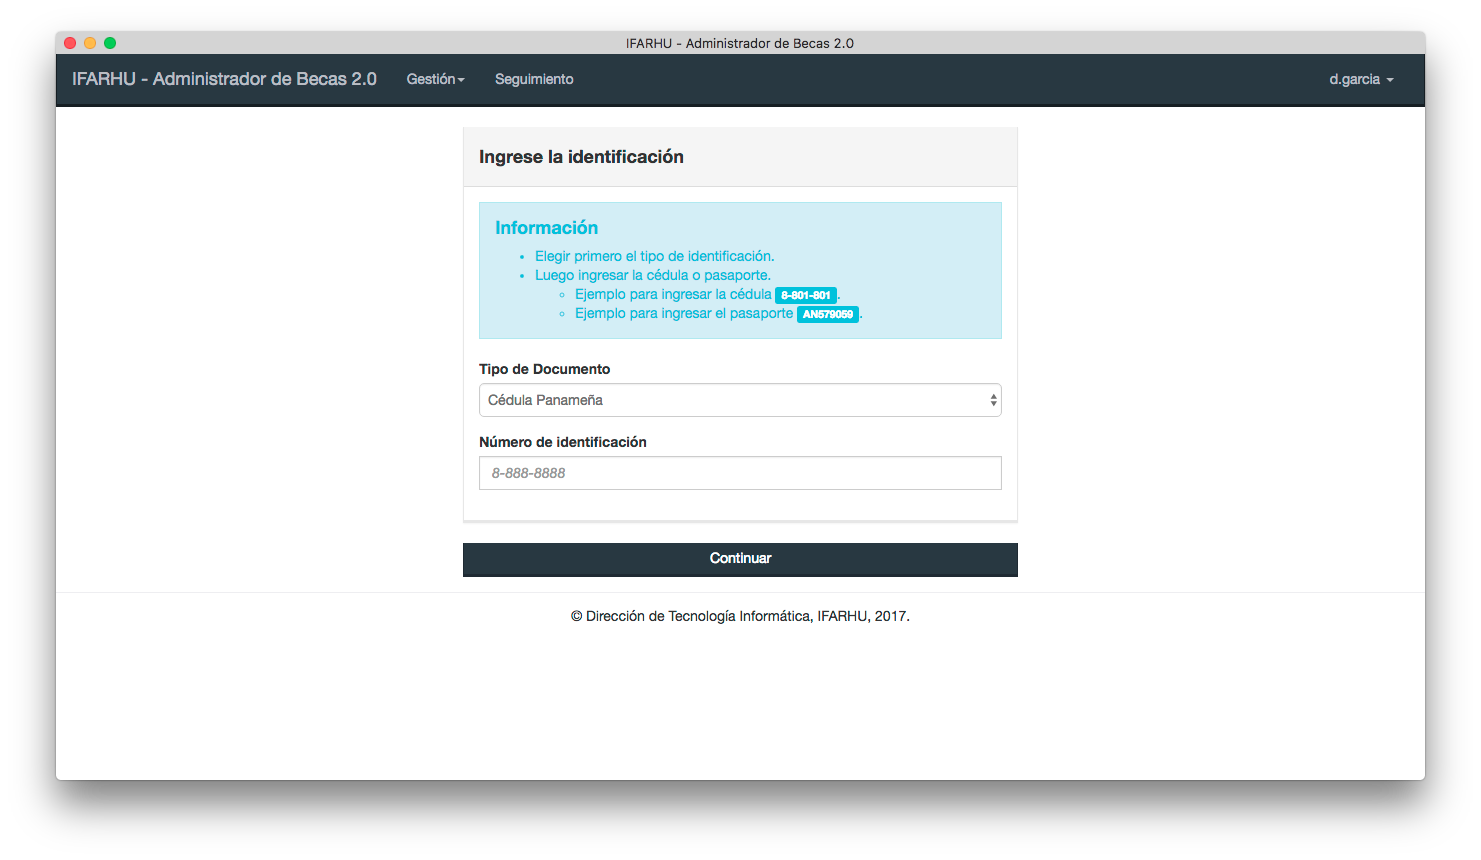 IFARHU - Administrador de Becas 2.0
IFARHU - Administrador de Becas 2.0 Gestión Seguimiento d.garcia
Ingrese la identificación
Información
Elegir primero el tipo de identificación.
Luego ingresar la cédula o pasaporte.
Ejemplo para ingresar la cédula 8-801-801.
Ejemplo para ingresar el pasaporte AN579059.
Tipo de Documento
Cédula Panameña
Número de identificación
8-888-8888
Continuar
© Dirección de Tecnología Informática, IFARHU, 2017.